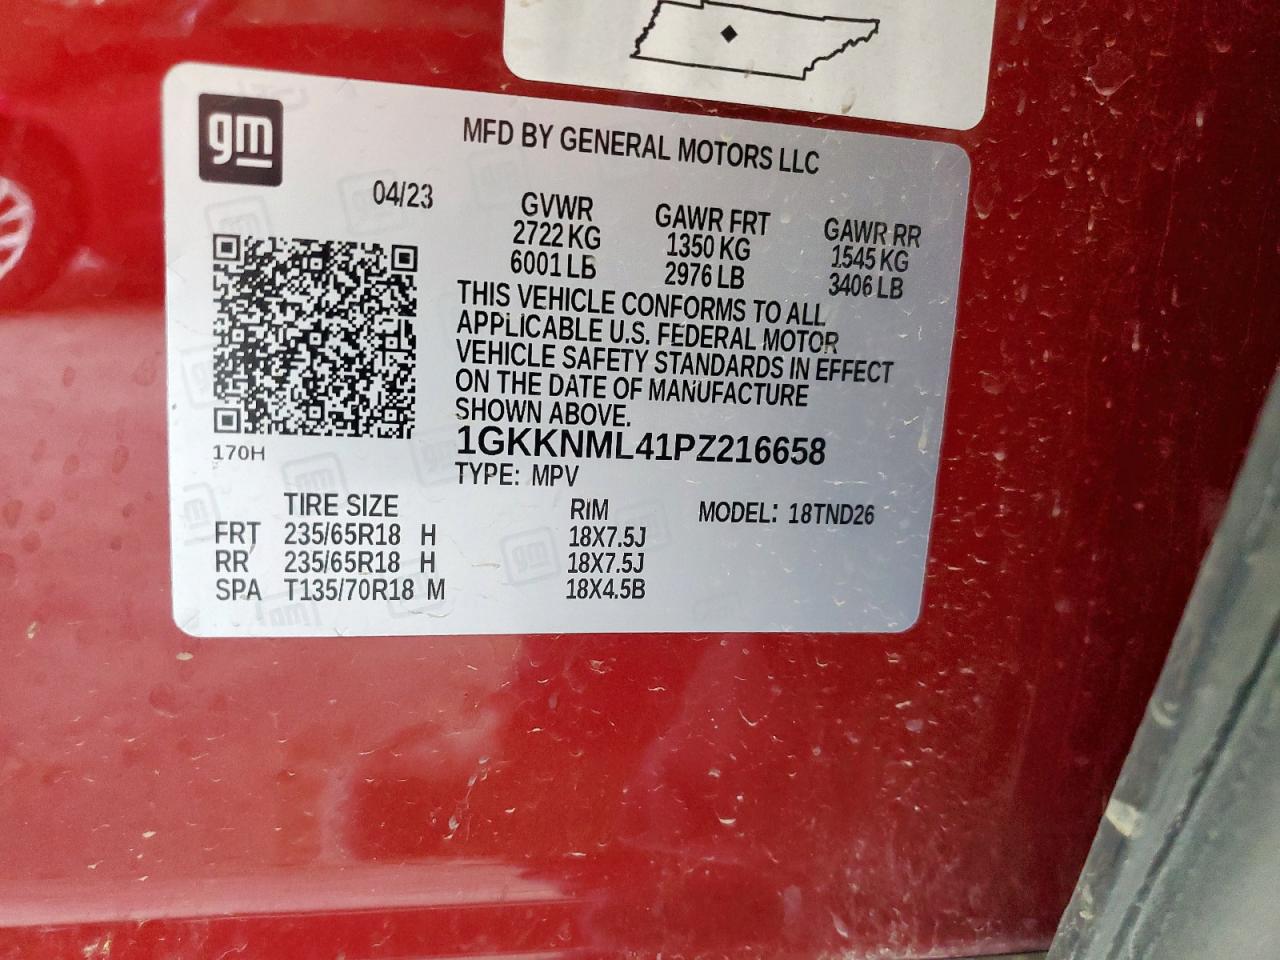 gm
MFD BY GENERAL MOTORS LLC
04/23
GVWR GAWR FRT GAWR RR
2722 KG 1350 KG 1545 KG
6001 LB 2976 LB 3406 LB
THIS VEHICLE CONFORMS TO ALL
APPLICABLE U.S. FEDERAL MOTOR
VEHICLE SAFETY STANDARDS IN EFFECT
ON THE DATE OF MANUFACTURE
SHOWN ABOVE.
1GKKNML41PZ216658
170H
TYPE: MPV
TIRE SIZE RIM MODEL: 18TND26
FRT 235/65R18 H 18X7.5J
RR 235/65R18 H 18X7.5J
SPA T135/70R18 M 18X4.5B